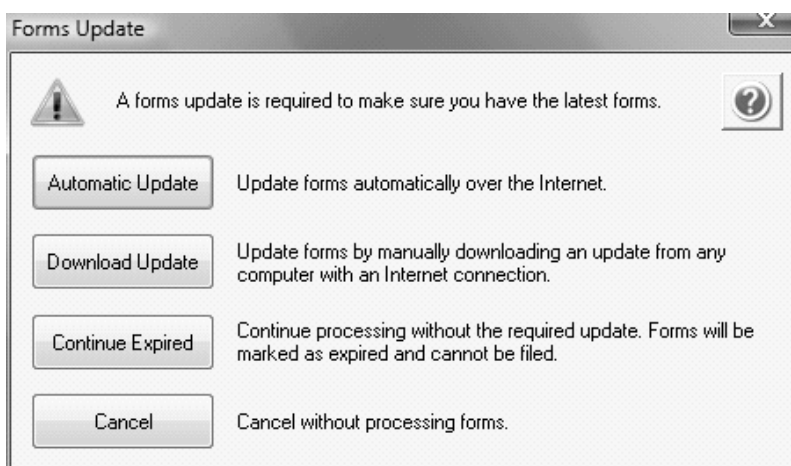 Forms Update
A forms update is required to make sure you have the latest forms.
Automatic Update
Update forms automatically over the Internet.
Download Update
Update forms by manually downloading an update from any
computer with an Internet connection.
Continue Expired
Continue processing without the required update. Forms will be
marked as expired and cannot be filed.
Cancel
Cancel without processing forms.